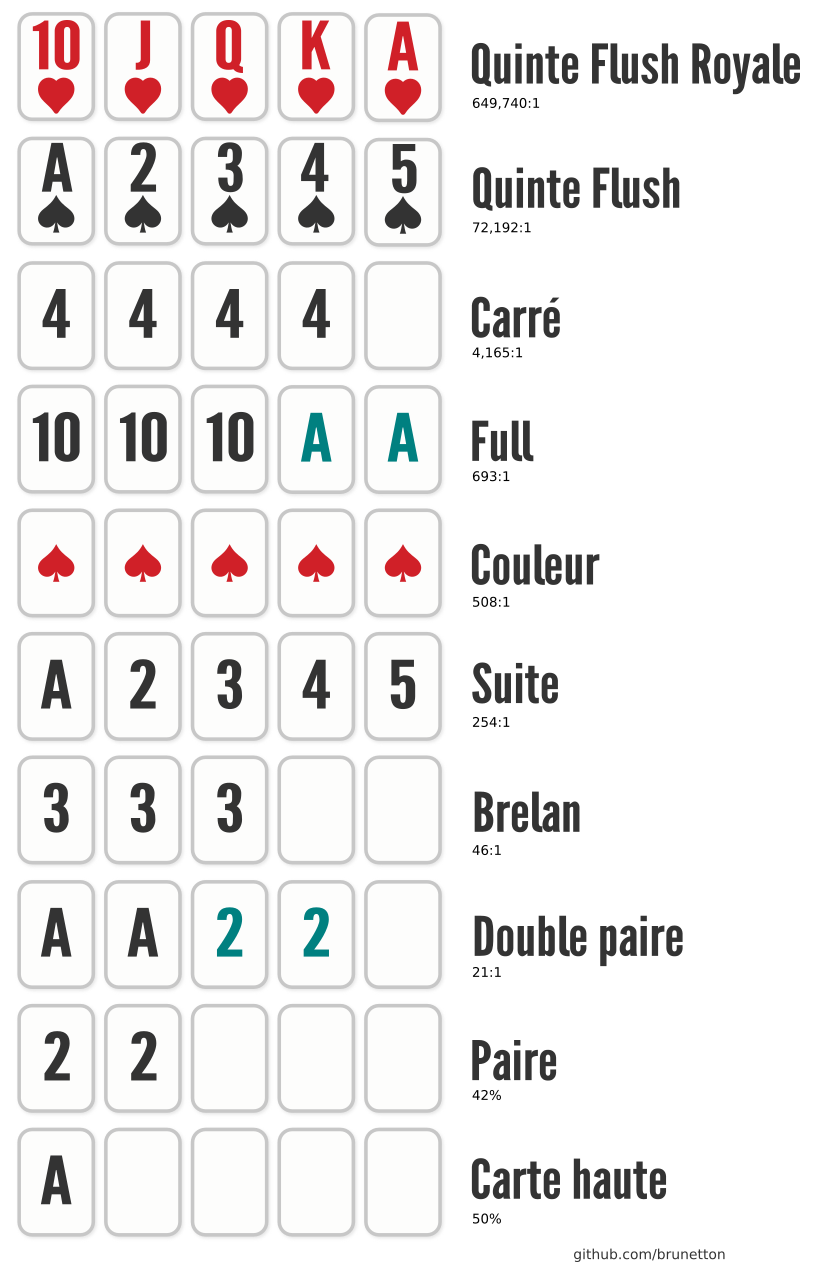 10 J Q K A
Quinte Flush Royale
649,740:1
A 2 3 4 5
Quinte Flush
72,192:1
4 4 4 4
Carré
4,165:1
10 10 10 A A
Full
693:1
Couleur
508:1
A 2 3 4 5
Suite
254:1
3 3 3
Brelan
46:1
A A 2 2
Double paire
21:1
2 2
Paire
42%
A
Carte haute
50%
github.com/brunetton